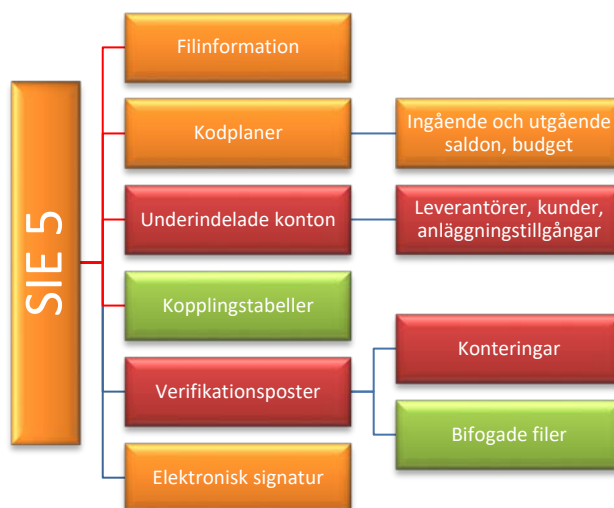 SIE 5
Filinformation
Kodplaner
Ingående och utgående
saldon, budget
Underindelade konton
Leverantörer, kunder,
anläggningstillgångar
Kopplingstabeller
Verifikationsposter
Konteringar
Bifogade filer
Elektronisk signatur